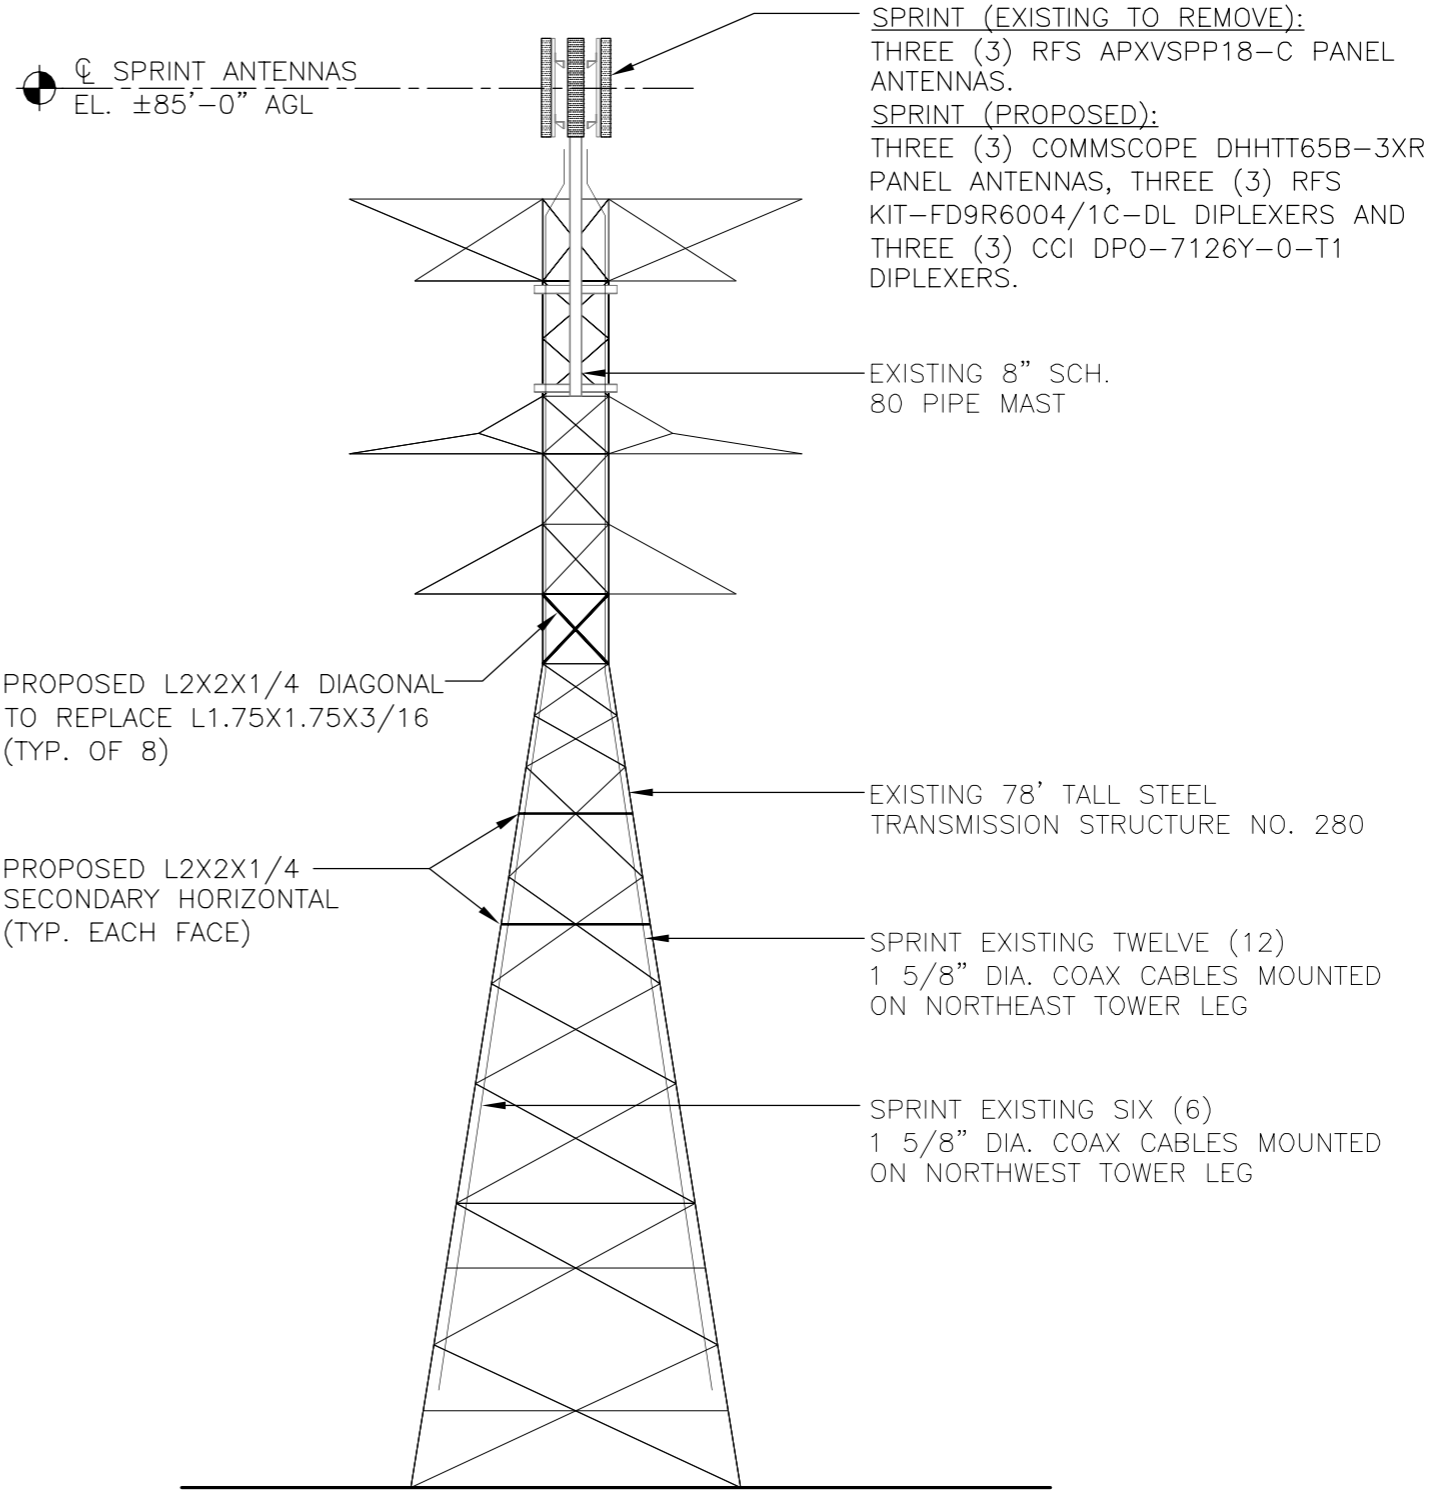 SPRINT (EXISTING TO REMOVE):
THREE (3) RFS APXVSPP18-C PANEL
ANTENNAS.
SPRINT (PROPOSED):
THREE (3) COMMSCOPE DHHTT65B-3XR
PANEL ANTENNAS, THREE (3) RFS
KIT-FD9R6004/1C-DL DIPLEXERS AND
THREE (3) CCI DPO-7126Y-0-T1
DIPLEXERS.
℄ SPRINT ANTENNAS
EL. ±85'-0" AGL
EXISTING 8" SCH.
80 PIPE MAST
PROPOSED L2X2X1/4 DIAGONAL
TO REPLACE L1.75X1.75X3/16
(TYP. OF 8)
EXISTING 78' TALL STEEL
TRANSMISSION STRUCTURE NO. 280
PROPOSED L2X2X1/4
SECONDARY HORIZONTAL
(TYP. EACH FACE)
SPRINT EXISTING TWELVE (12)
1 5/8" DIA. COAX CABLES MOUNTED
ON NORTHEAST TOWER LEG
SPRINT EXISTING SIX (6)
1 5/8" DIA. COAX CABLES MOUNTED
ON NORTHWEST TOWER LEG